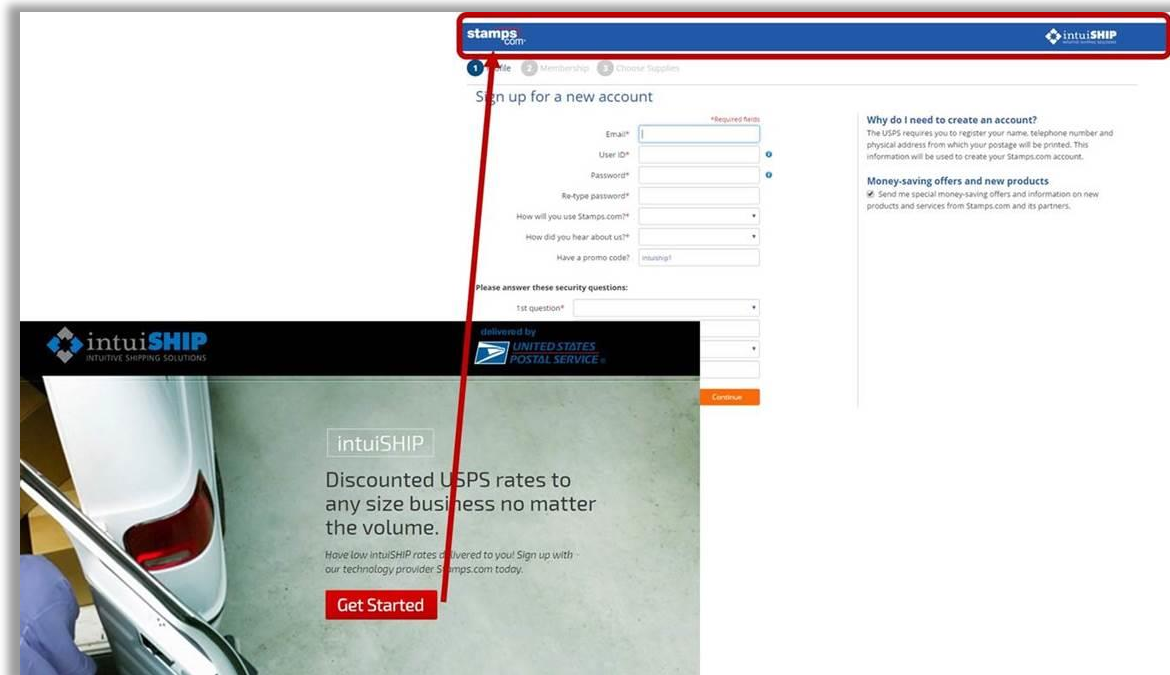 stamps.com
intuiSHIP
INTUITIVE SHIPPING SOLUTIONS
1 Profile 2 Membership 3 Choose Supplies
Sign up for a new account
*Required fields
Email*
User ID*
Password*
Re-type password*
How will you use Stamps.com?*
How did you hear about us?*
Have a promo code? intuiship1
Please answer these security questions:
1st question*
Continue
Why do I need to create an account?
The USPS requires you to register your name, telephone number and
physical address from which your postage will be printed. This
information will be used to create your Stamps.com account.
Money-saving offers and new products
Send me special money-saving offers and information on new
products and services from Stamps.com and its partners.
intuiSHIP
INTUITIVE SHIPPING SOLUTIONS
delivered by
UNITED STATES
POSTAL SERVICE ®
intuiSHIP
Discounted USPS rates to
any size business no matter
the volume.
Have low intuiSHIP rates delivered to you! Sign up with
our technology provider Stamps.com today.
Get Started